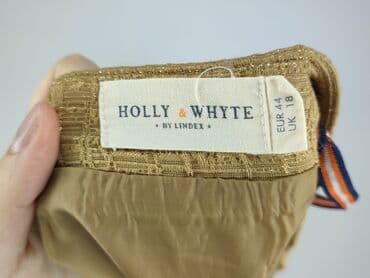 HOLLY & WHYTE
• BY LINDEX •
EUR 44
UK 18